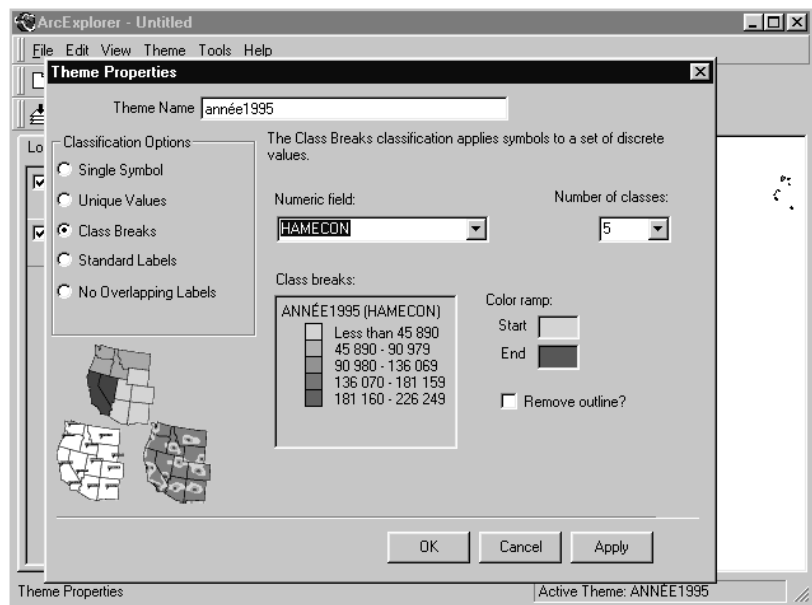 ArcExplorer - Untitled
File Edit View Theme Tools Help
Theme Properties
Theme Name année1995
Lo
Classification Options
Single Symbol
Unique Values
Class Breaks
Standard Labels
No Overlapping Labels
The Class Breaks classification applies symbols to a set of discrete
values.
Numeric field:
Number of classes:
HAMECON
5
Class breaks:
ANNÉE1995 (HAMECON)
Less than 45 890
45 890 - 90 979
90 980 - 136 069
136 070 - 181 159
181 160 - 226 249
Color ramp:
Start
End
Remove outline?
OK Cancel Apply
Theme Properties
Active Theme: ANNÉE1995